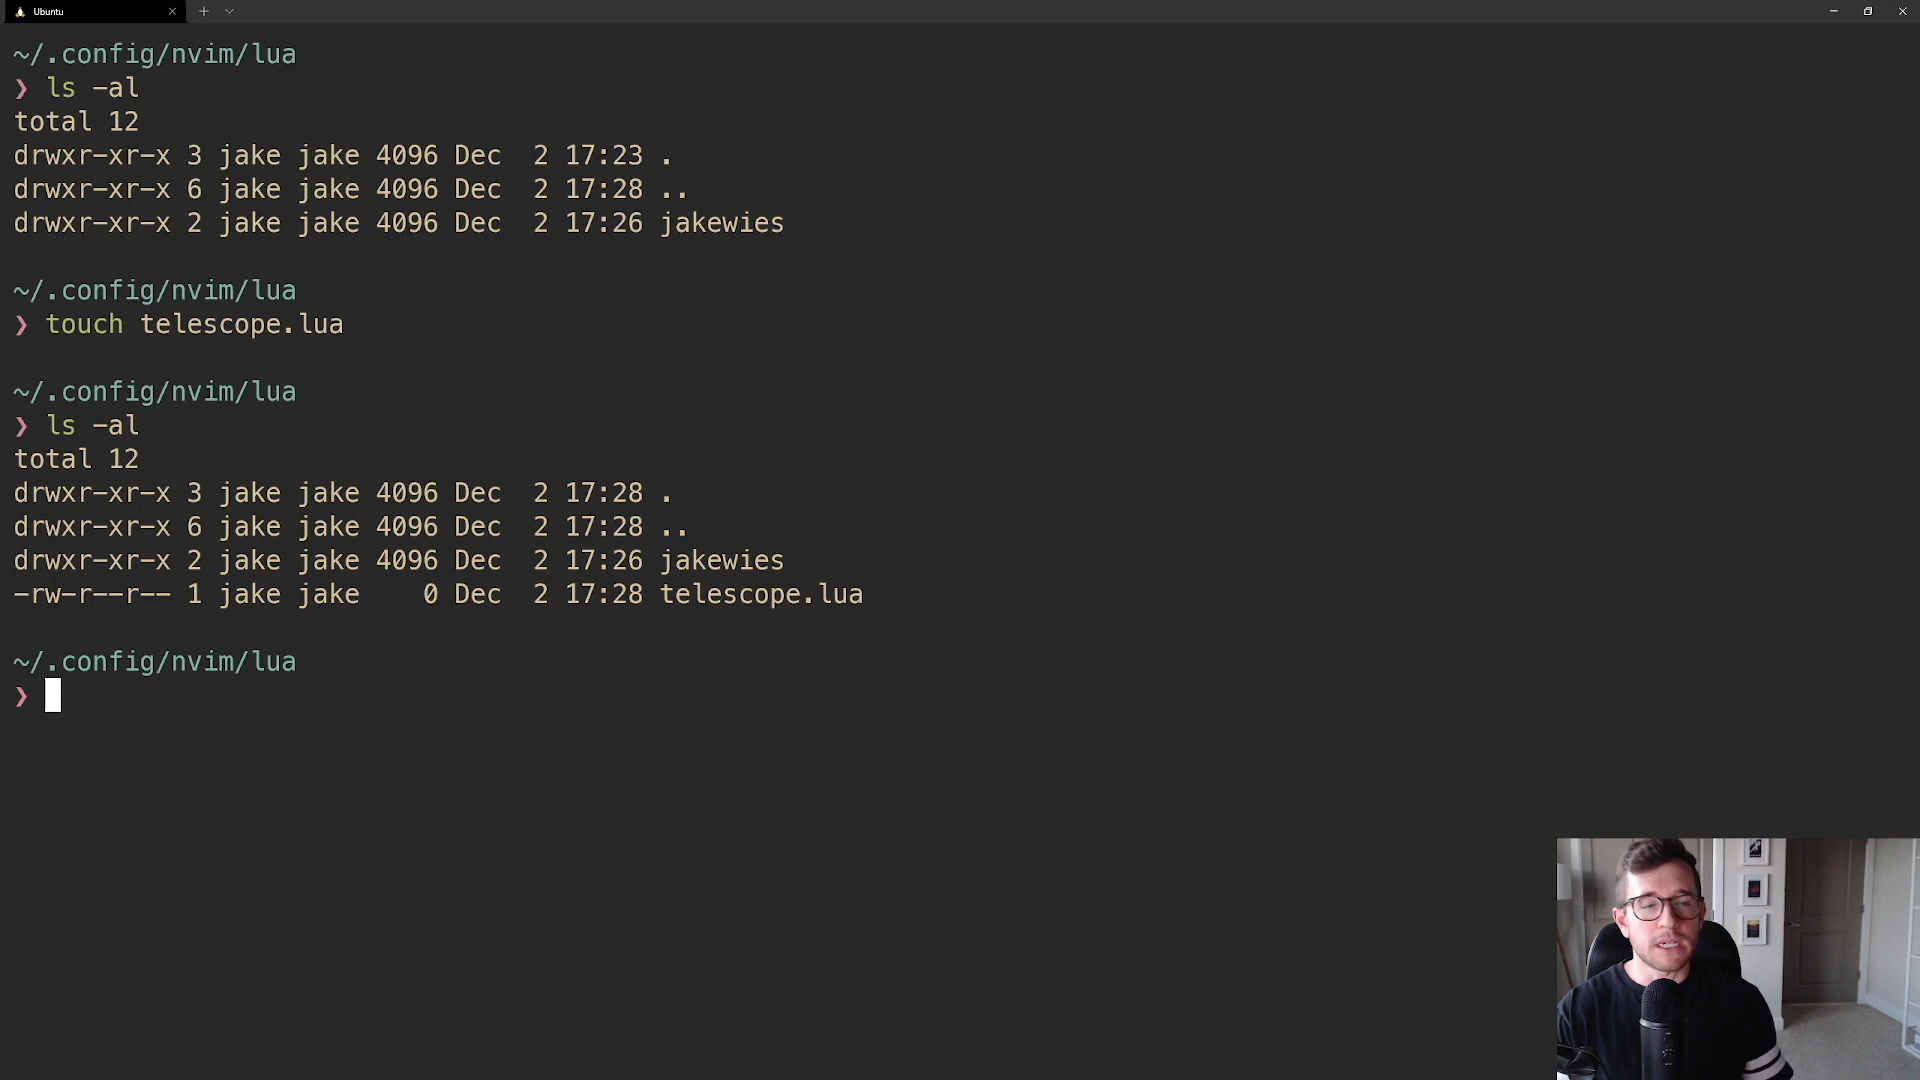 Ubuntu
~/.config/nvim/lua
❯ ls -al
total 12
drwxr-xr-x 3 jake jake 4096 Dec  2 17:23 .
drwxr-xr-x 6 jake jake 4096 Dec  2 17:28 ..
drwxr-xr-x 2 jake jake 4096 Dec  2 17:26 jakewies
~/.config/nvim/lua
❯ touch telescope.lua
~/.config/nvim/lua
❯ ls -al
total 12
drwxr-xr-x 3 jake jake 4096 Dec  2 17:28 .
drwxr-xr-x 6 jake jake 4096 Dec  2 17:28 ..
drwxr-xr-x 2 jake jake 4096 Dec  2 17:26 jakewies
-rw-r--r-- 1 jake jake    0 Dec  2 17:28 telescope.lua
~/.config/nvim/lua
❯